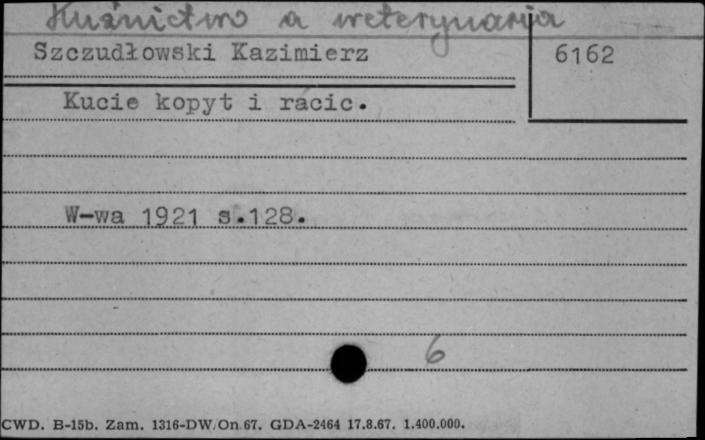 Kuźnictwo a weterynaria
Szczudłowski Kazimierz
6162
Kucie kopyt i racic.
W-wa 1921 s.128.
6
CWD. B-15b. Zam. 1316-DW/On.67. GDA-2464 17.8.67. 1.400.000.